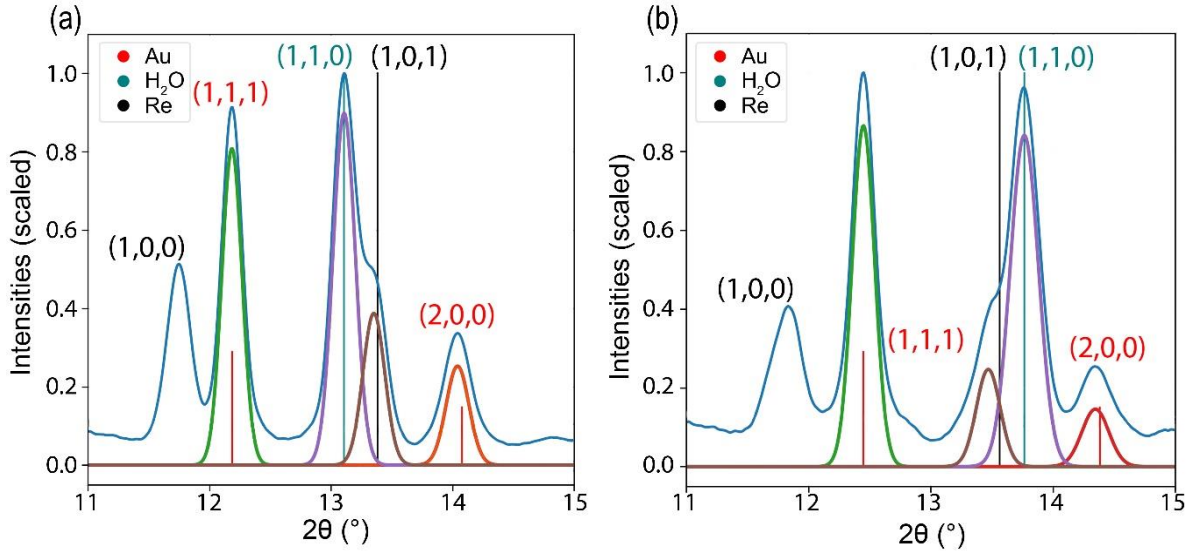 (a)
Au
H₂O
Re
(1,1,0)
(1,0,1)
(1,1,1)
(1,0,0)
(2,0,0)
Intensities (scaled)
1.0
0.8
0.6
0.4
0.2
0.0
11
12
13
14
15
2θ (°)
(b)
Au
H₂O
Re
(1,0,1)
(1,1,0)
(1,0,0)
(1,1,1)
(2,0,0)
Intensities (scaled)
1.0
0.8
0.6
0.4
0.2
0.0
11
12
13
14
15
2θ (°)